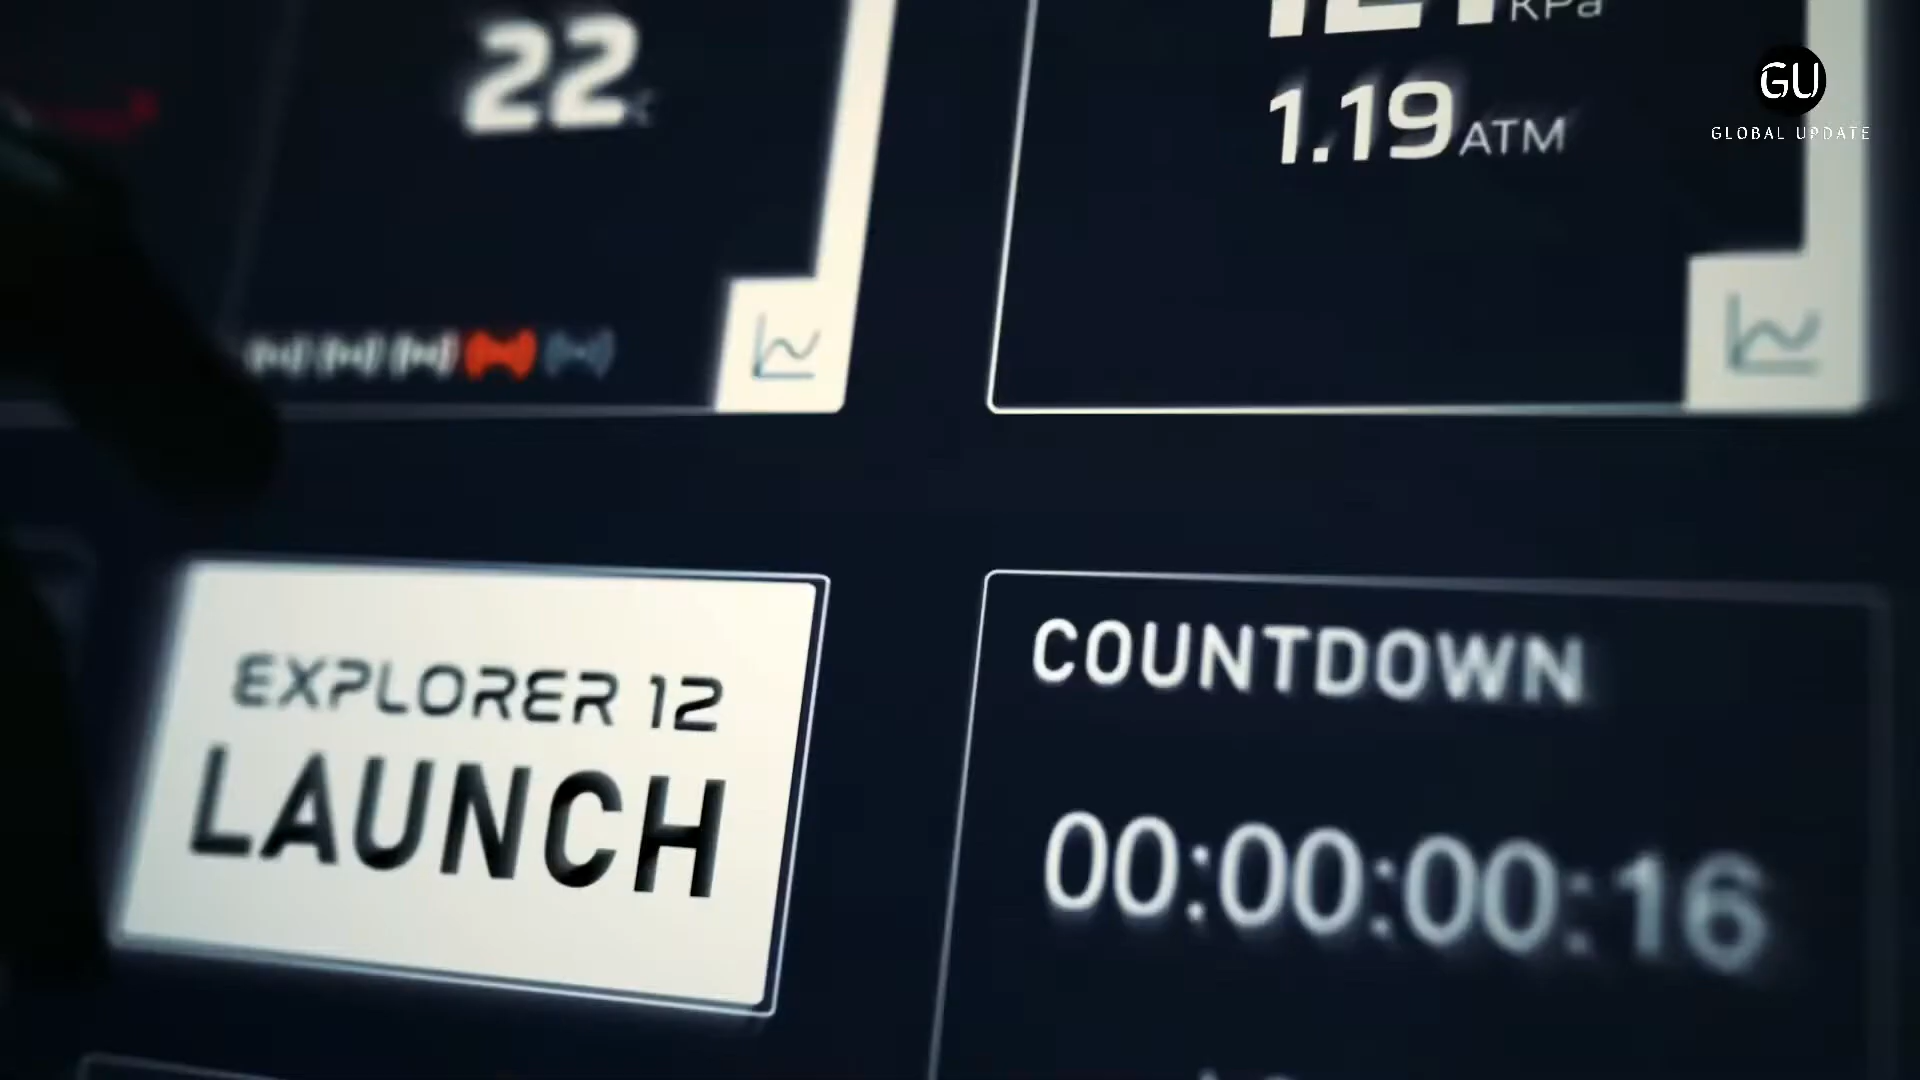 22
KPa
1.19 ATM
GU
GLOBAL UPDATE
EXPLORER 12
LAUNCH
COUNTDOWN
00:00:00:16